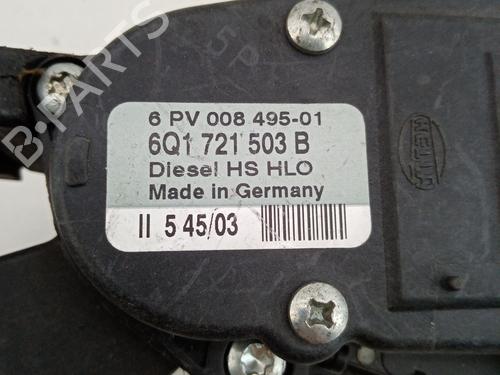 6 PV 008 495-01
6Q1 721 503 B
Diesel HS HLO
Made in Germany
II 5 45/03
HELLA
B-PARTS